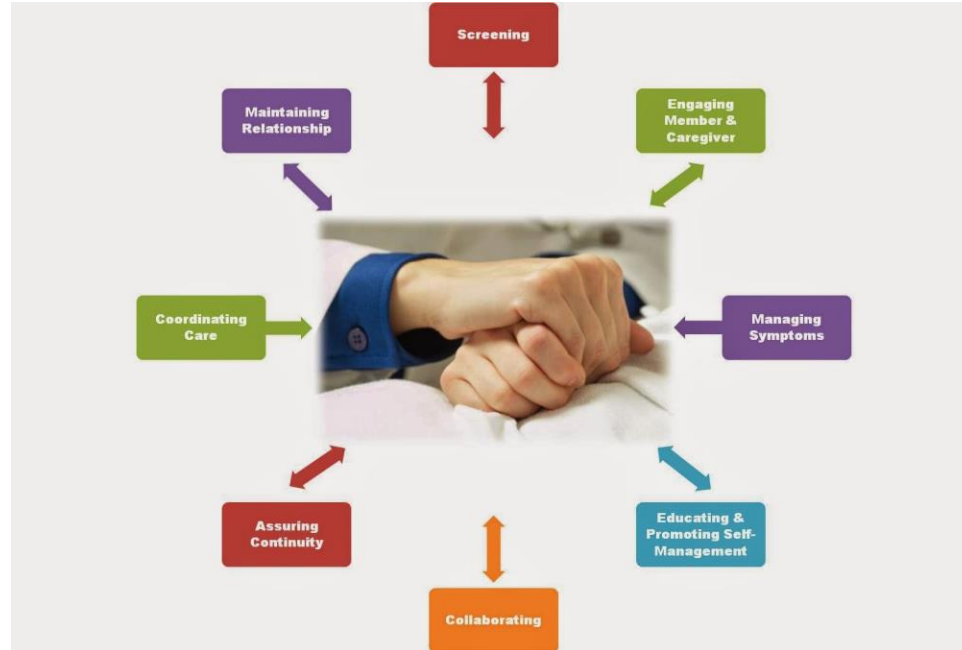 Screening
Maintaining
Relationship
Engaging
Member &
Caregiver
Coordinating
Care
Managing
Symptoms
Assuring
Continuity
Educating &
Promoting Self-
Management
Collaborating